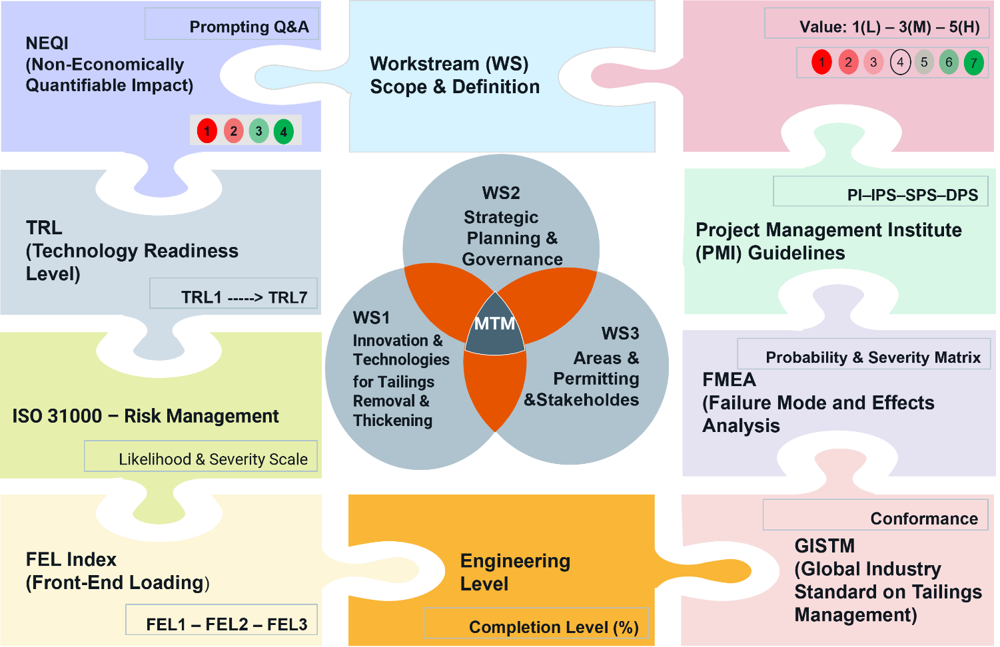 Prompting Q&A
NEQI
(Non-Economically
Quantifiable Impact)
1 2 3 4
Workstream (WS)
Scope & Definition
Value: 1(L) – 3(M) – 5(H)
1 2 3 4 5 6 7
TRL
(Technology Readiness
Level)
TRL1 -----> TRL7
WS2
Strategic
Planning &
Governance
PI–IPS–SPS–DPS
Project Management Institute
(PMI) Guidelines
WS1
Innovation &
Technologies
for Tailings
Removal &
Thickening
MTM
WS3
Areas &
Permitting
&Stakeholdes
ISO 31000 – Risk Management
Likelihood & Severity Scale
Probability & Severity Matrix
FMEA
(Failure Mode and Effects
Analysis
FEL Index
(Front-End Loading)
FEL1 – FEL2 – FEL3
Engineering
Level
Completion Level (%)
Conformance
GISTM
(Global Industry
Standard on Tailings
Management)